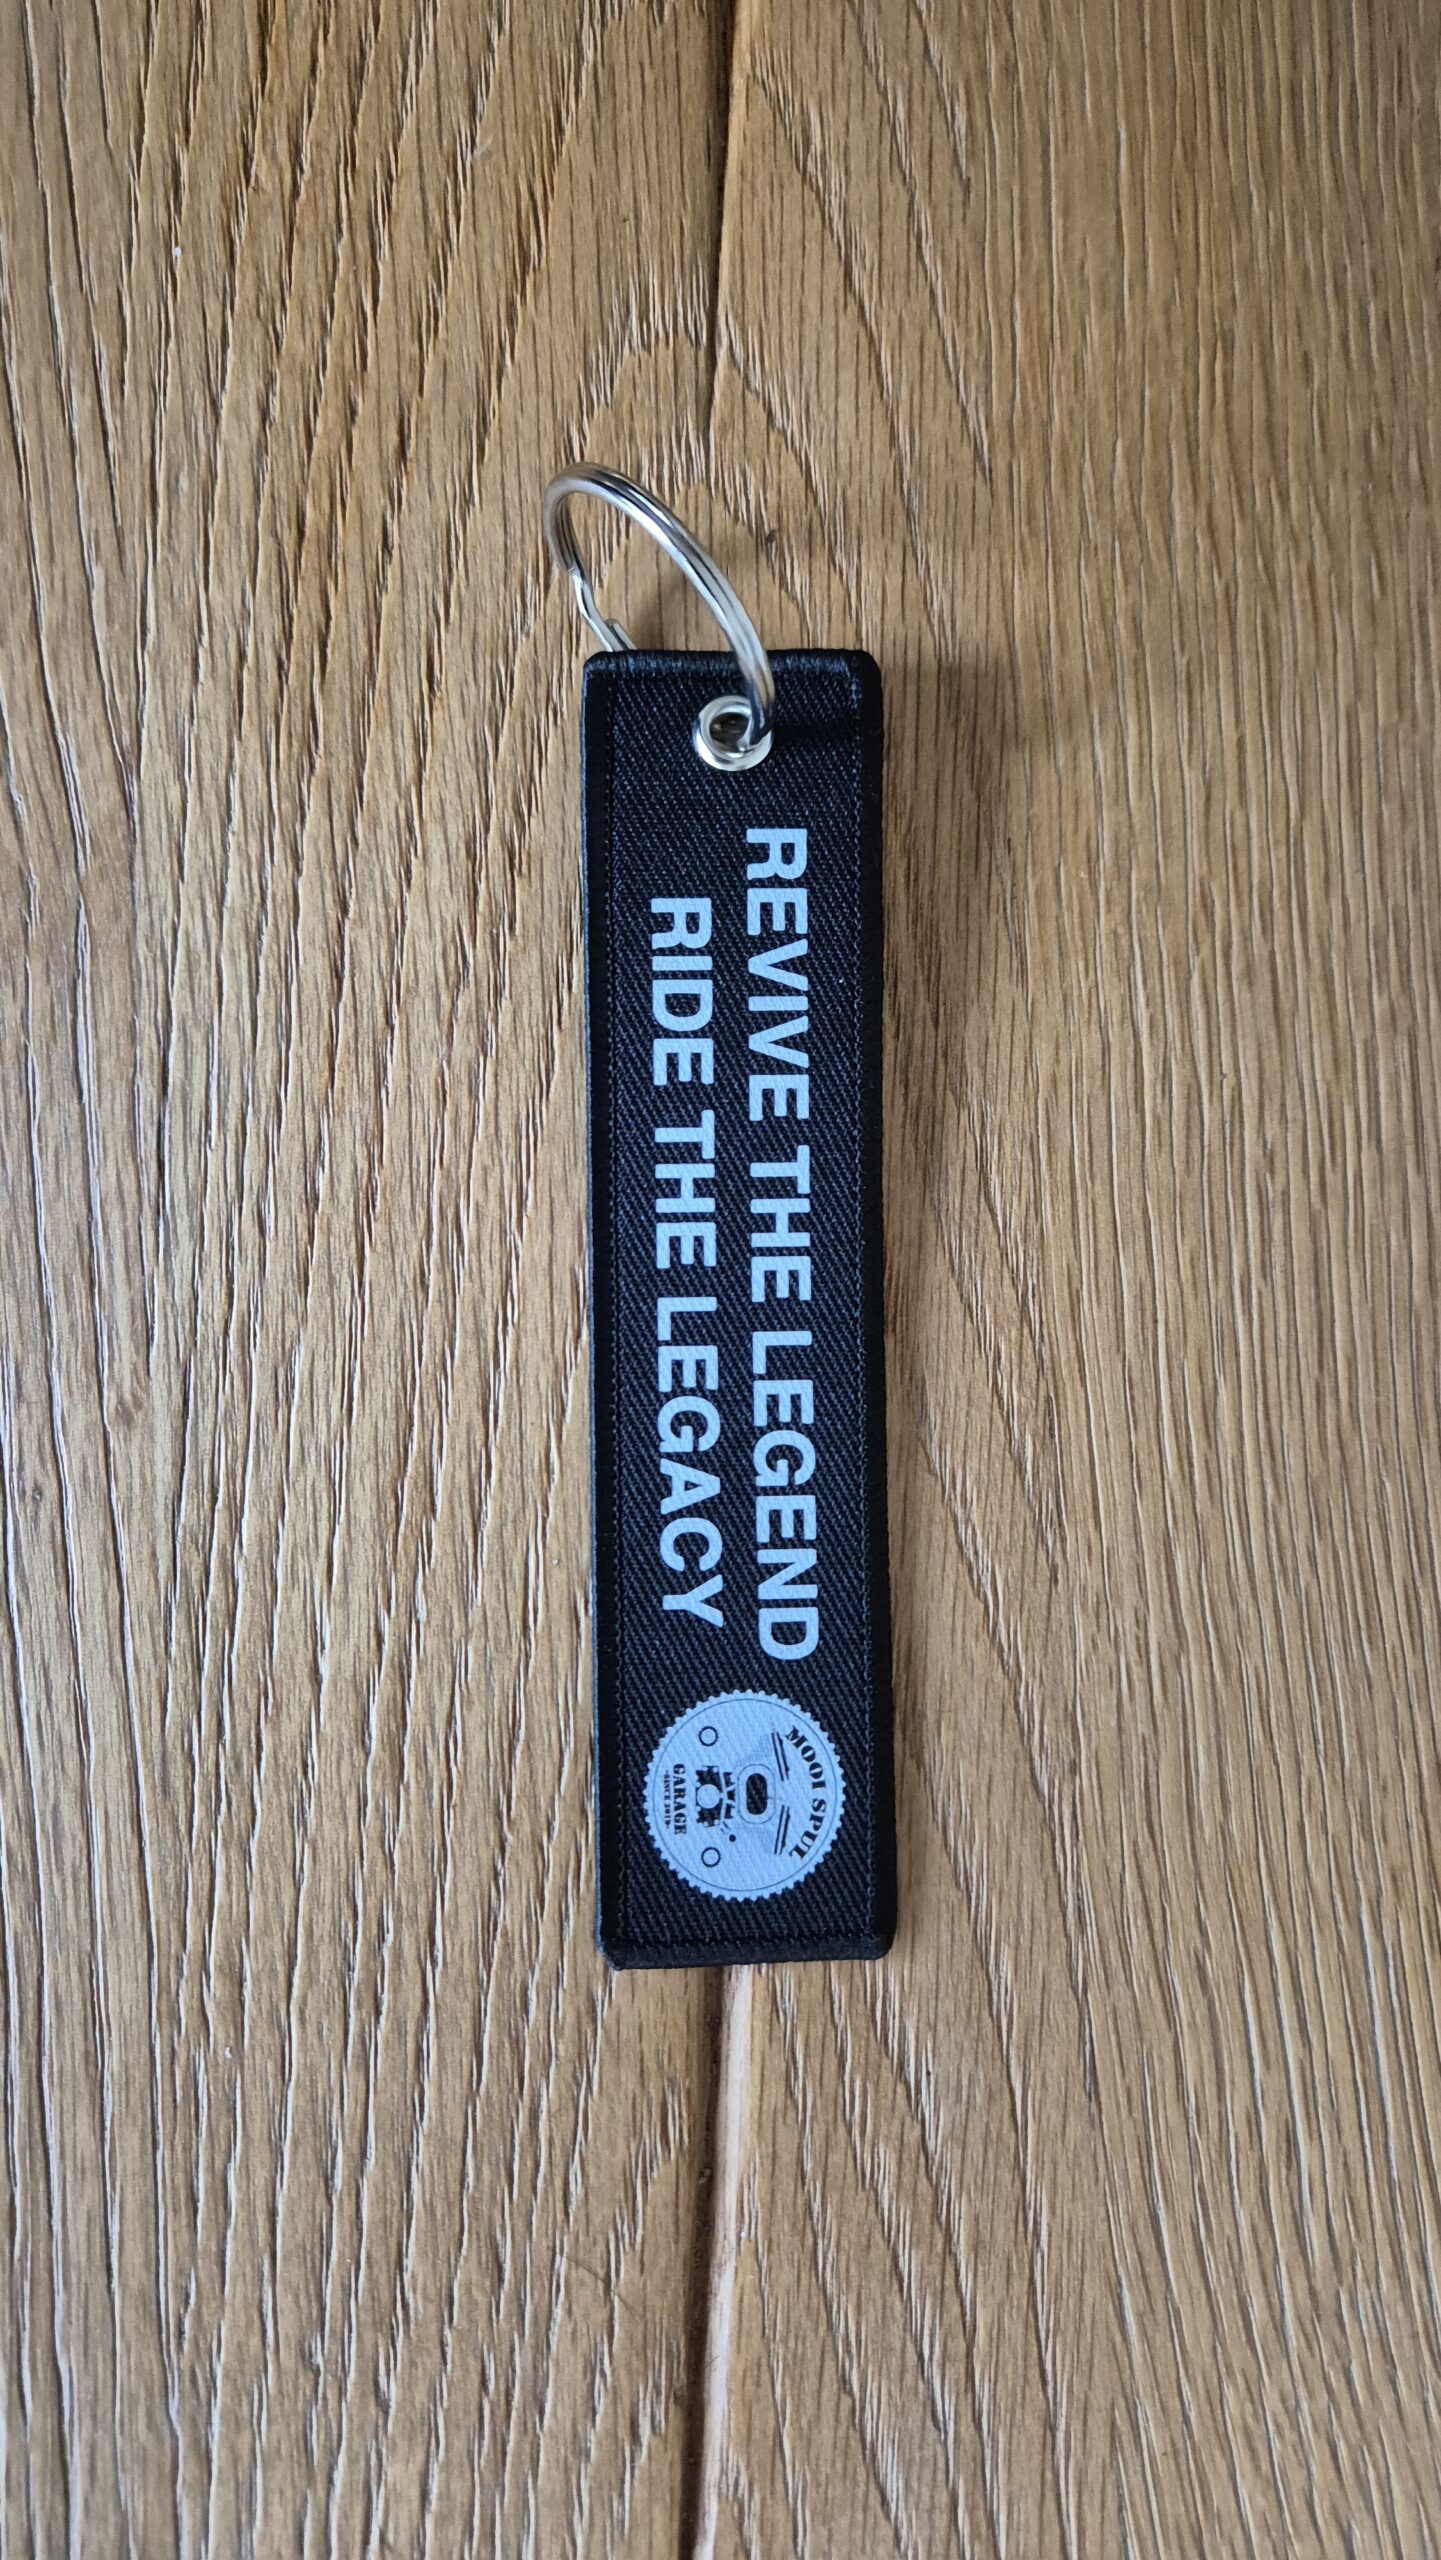 REVIVE THE LEGEND
RIDE THE LEGACY
MOOI SPUL
GARAGE